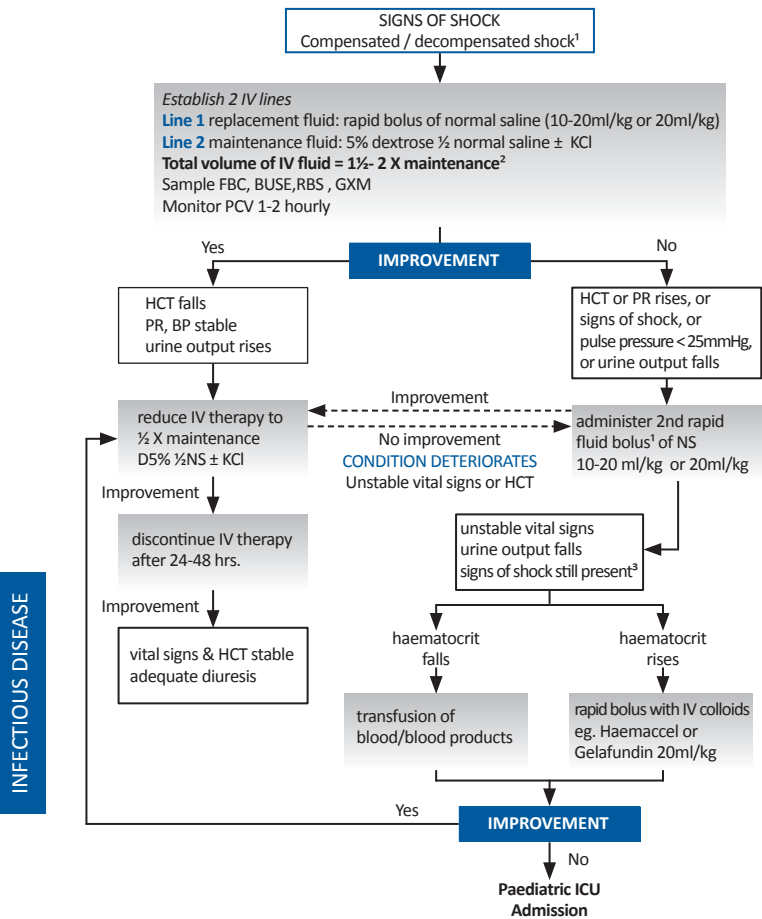 SIGNS OF SHOCK
Compensated / decompensated shock¹
Establish 2 IV lines
Line 1 replacement fluid: rapid bolus of normal saline (10-20ml/kg or 20ml/kg)
Line 2 maintenance fluid: 5% dextrose ½ normal saline ± KCl
Total volume of IV fluid = 1½- 2 X maintenance²
Sample FBC, BUSE,RBS , GXM
Monitor PCV 1-2 hourly
Yes
IMPROVEMENT
No
HCT falls
PR, BP stable
urine output rises
HCT or PR rises, or
signs of shock, or
pulse pressure < 25mmHg,
or urine output falls
reduce IV therapy to
½ X maintenance
D5% ½NS ± KCl
Improvement
No improvement
CONDITION DETERIORATES
Unstable vital signs or HCT
administer 2nd rapid
fluid bolus¹ of NS
10-20 ml/kg or 20ml/kg
Improvement
discontinue IV therapy
after 24-48 hrs.
Improvement
vital signs & HCT stable
adequate diuresis
unstable vital signs
urine output falls
signs of shock still present³
haematocrit
falls
haematocrit
rises
transfusion of
blood/blood products
rapid bolus with IV colloids
eg. Haemaccel or
Gelafundin 20ml/kg
Yes
IMPROVEMENT
No
Paediatric ICU
Admission
INFECTIOUS DISEASE